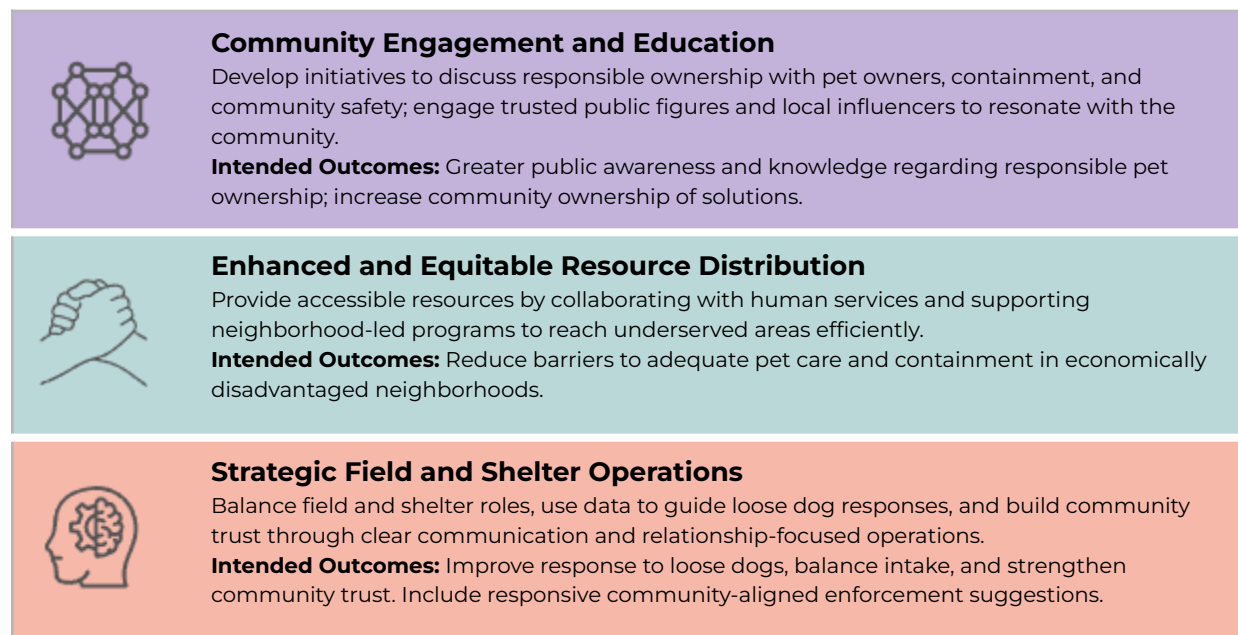 Community Engagement and Education
Develop initiatives to discuss responsible ownership with pet owners, containment, and
community safety; engage trusted public figures and local influencers to resonate with the
community.
Intended Outcomes: Greater public awareness and knowledge regarding responsible pet
ownership; increase community ownership of solutions.
Enhanced and Equitable Resource Distribution
Provide accessible resources by collaborating with human services and supporting
neighborhood-led programs to reach underserved areas efficiently.
Intended Outcomes: Reduce barriers to adequate pet care and containment in economically
disadvantaged neighborhoods.
Strategic Field and Shelter Operations
Balance field and shelter roles, use data to guide loose dog responses, and build community
trust through clear communication and relationship-focused operations.
Intended Outcomes: Improve response to loose dogs, balance intake, and strengthen
community trust. Include responsive community-aligned enforcement suggestions.